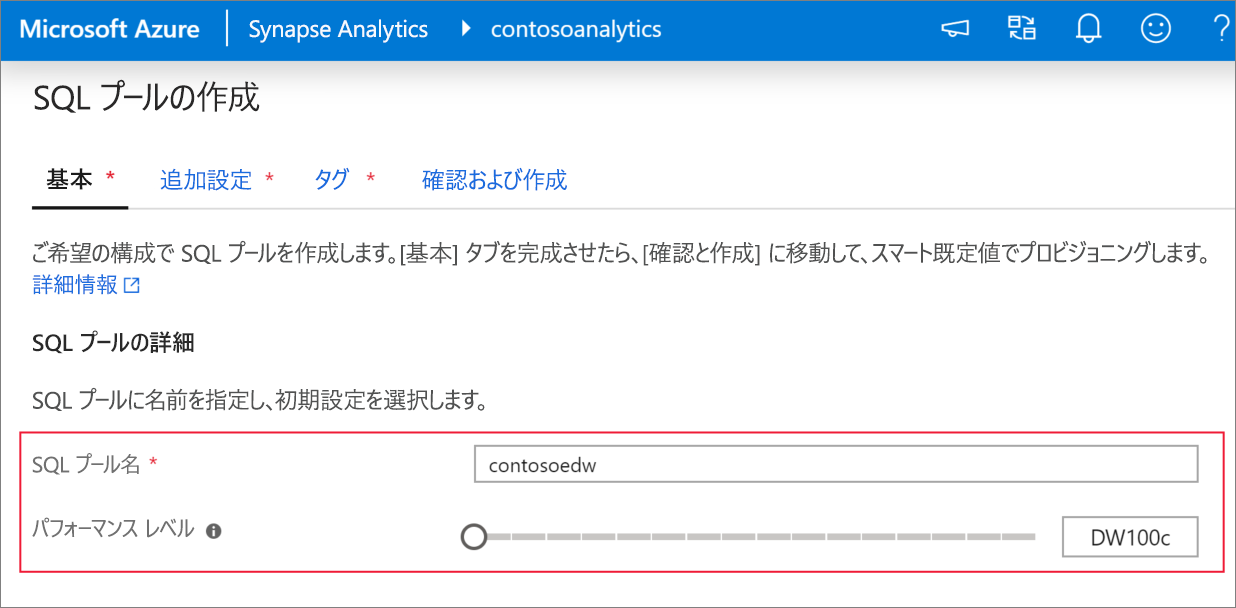 Microsoft Azure Synapse Analytics contosoanalytics ?
SQL プールの作成
基本 * 追加設定 * タグ * 確認および作成
ご希望の構成で SQL プールを作成します。[基本] タブを完成させたら、[確認と作成] に移動して、スマート既定値でプロビジョニングします。
詳細情報
SQL プールの詳細
SQL プールに名前を指定し、初期設定を選択します。
SQL プール名 * contosoedw
パフォーマンス レベル DW100c